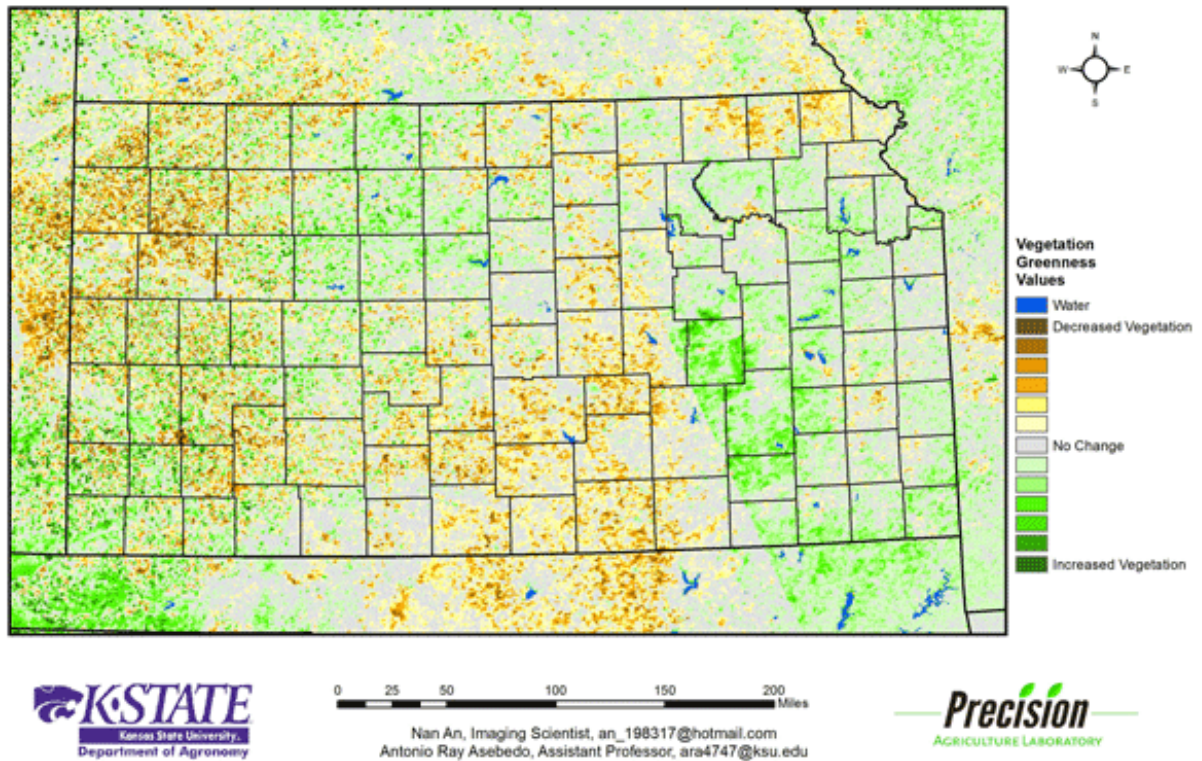 N
W E
S
Vegetation
Greenness
Values
Water
Decreased Vegetation
No Change
Increased Vegetation
K-STATE
Kansas State University.
Department of Agronomy
0 25 50 100 150 200
Miles
Nan An, Imaging Scientist, an_198317@hotmail.com
Antonio Ray Asebedo, Assistant Professor, ara4747@ksu.edu
Precision
AGRICULTURE LABORATORY